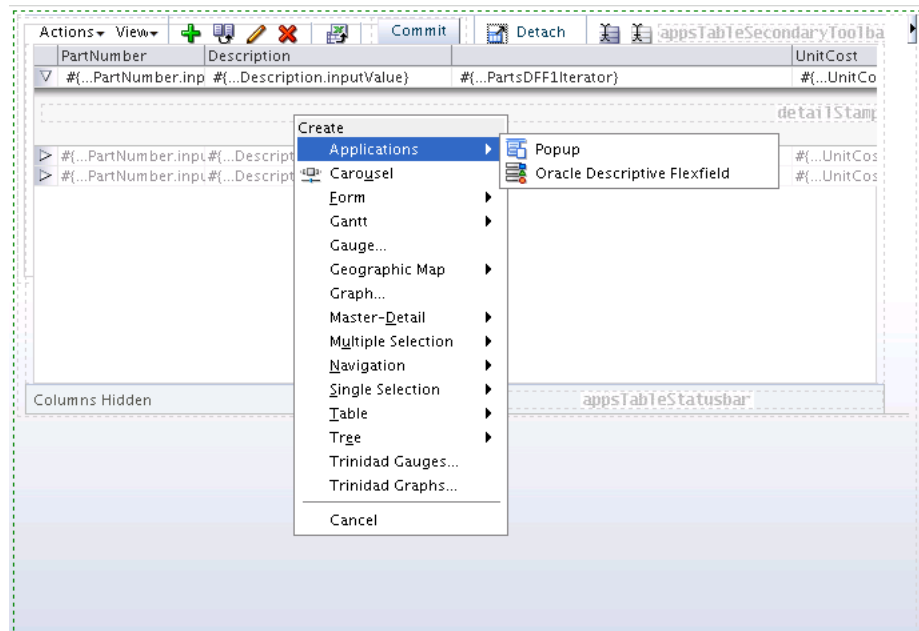 Actions View Commit Detach appsTableSecondaryToolba
PartNumber Description UnitCost
#{...PartNumber.inp #{...Description.inputValue} #{...PartsDFF1Iterator} #{...UnitCo
detailStamp
Create
Applications Popup
#{...PartNumber.inpu #{...Descript #{...UnitCos
Oracle Descriptive Flexfield
#{...PartNumber.inpu #{...Descript Carousel #{...UnitCos
Form
Gantt
Gauge...
Geographic Map
Graph...
Master-Detail
Multiple Selection
Navigation
Single Selection
Columns Hidden appsTableStatusbar
Table
Tree
Trinidad Gauges...
Trinidad Graphs...
Cancel